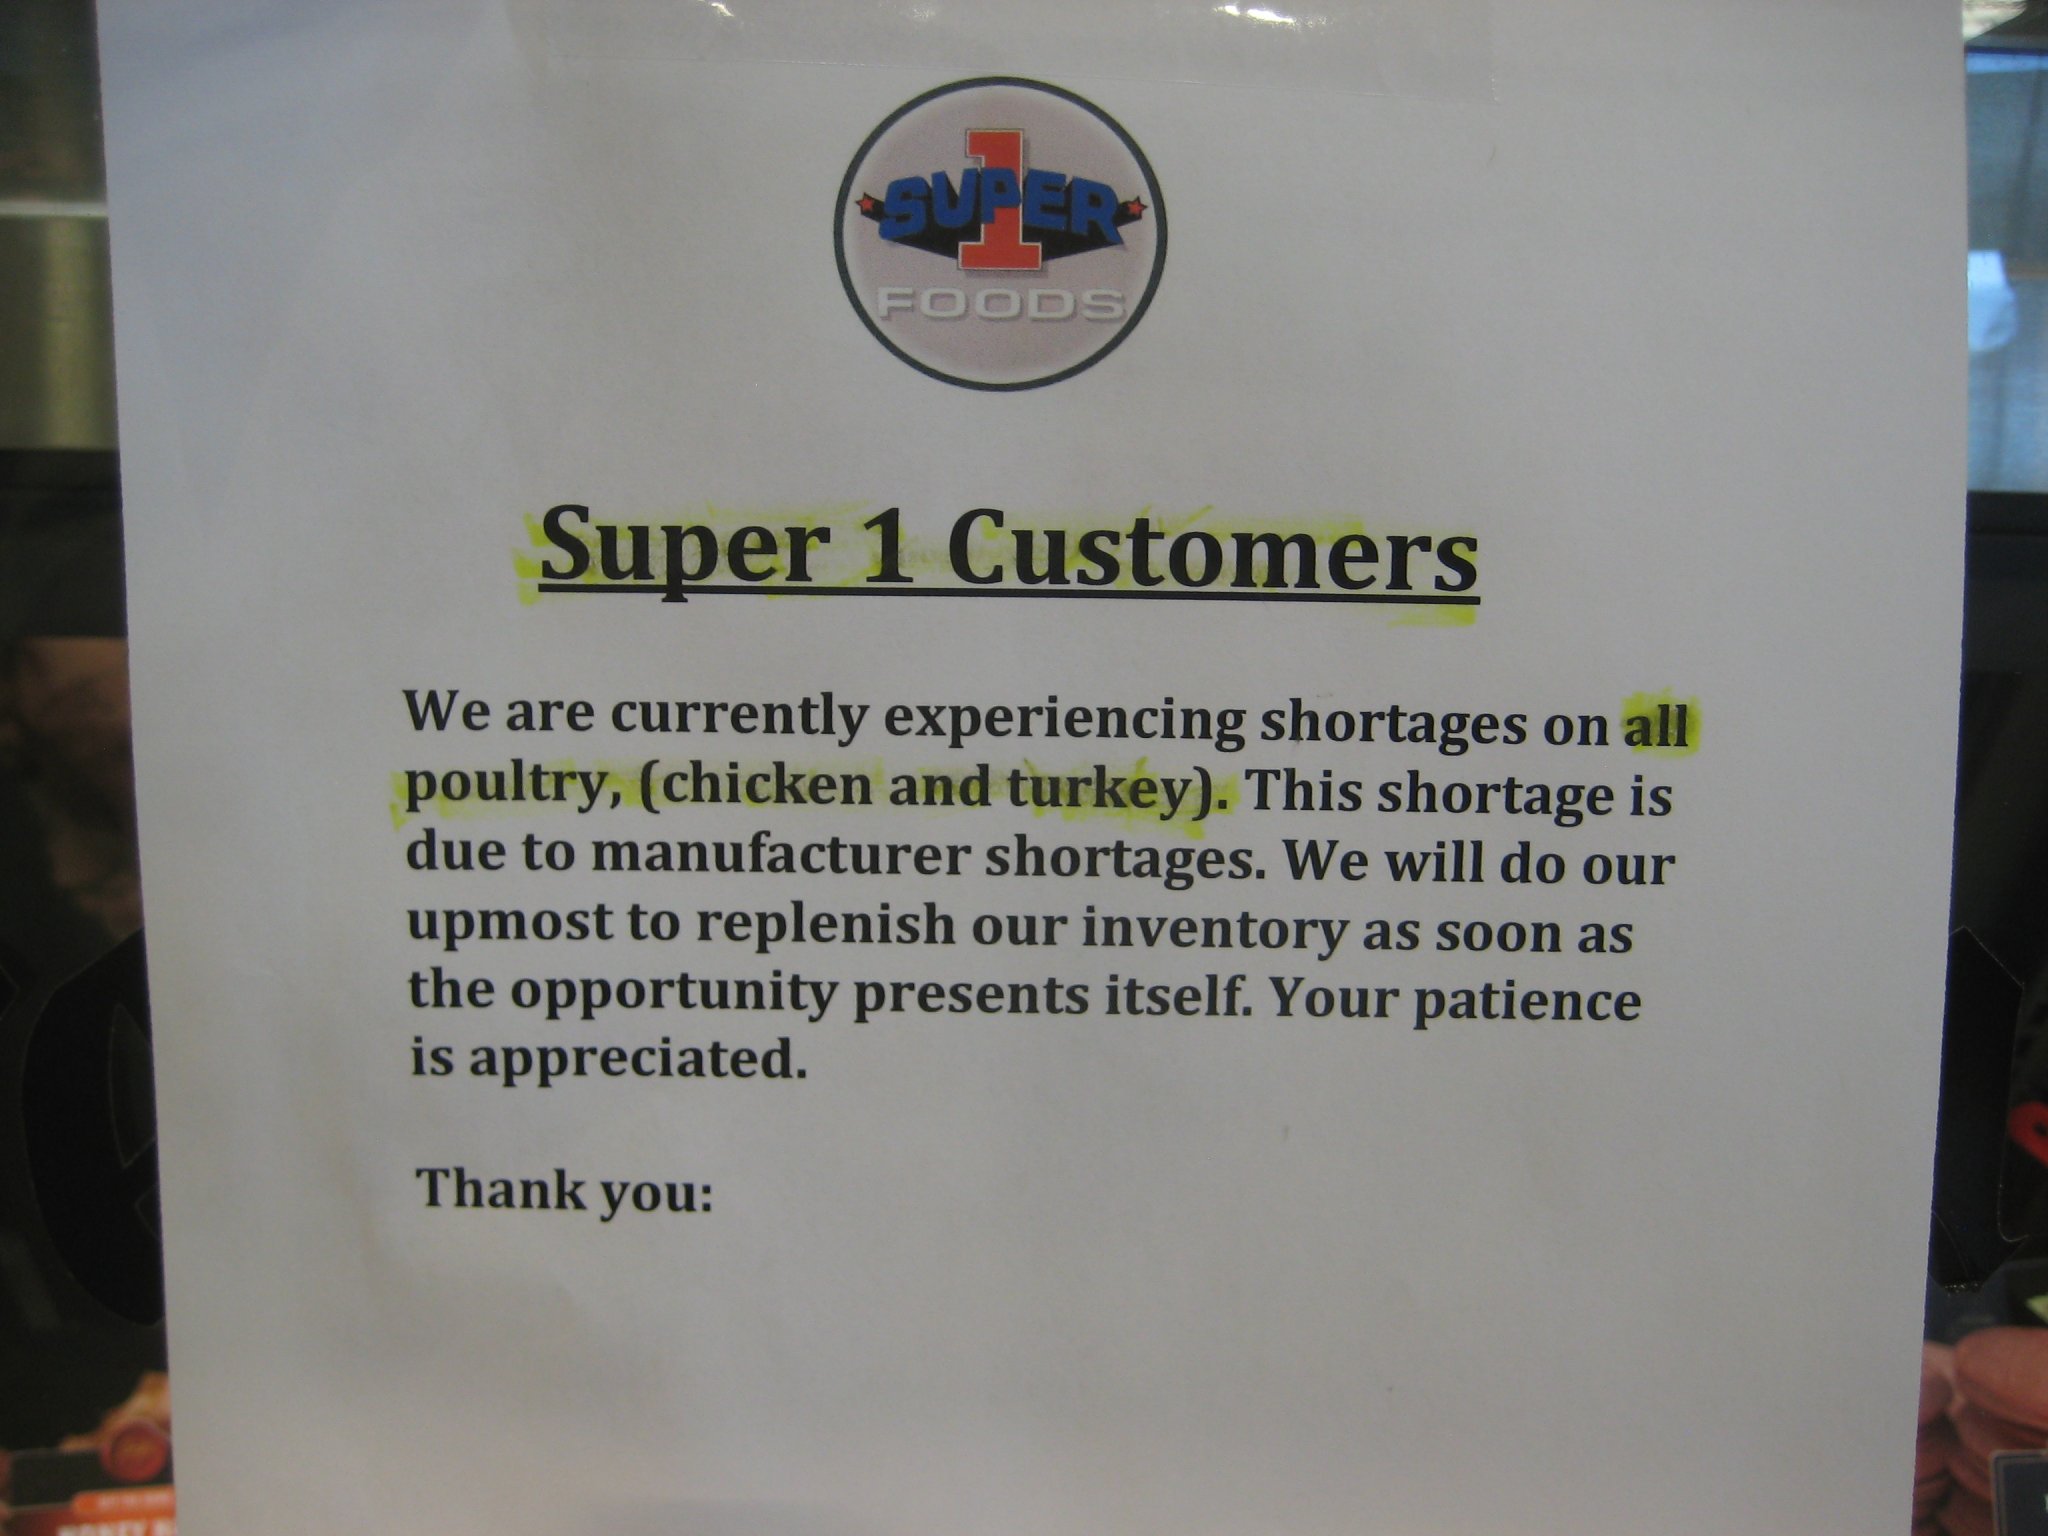 SUPER 1
FOODS
Super 1 Customers
We are currently experiencing shortages on all
poultry, (chicken and turkey). This shortage is
due to manufacturer shortages. We will do our
upmost to replenish our inventory as soon as
the opportunity presents itself. Your patience
is appreciated.
Thank you: